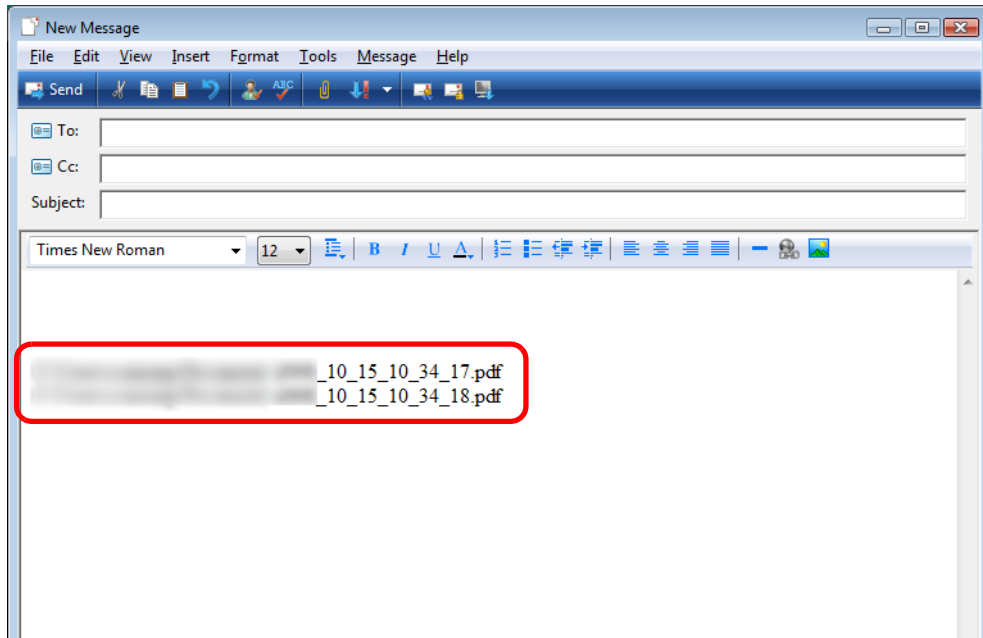 New Message
File Edit View Insert Format Tools Message Help
Send ABC
To:
Cc:
Subject:
Times New Roman 12 B I U A
_10_15_10_34_17.pdf
_10_15_10_34_18.pdf